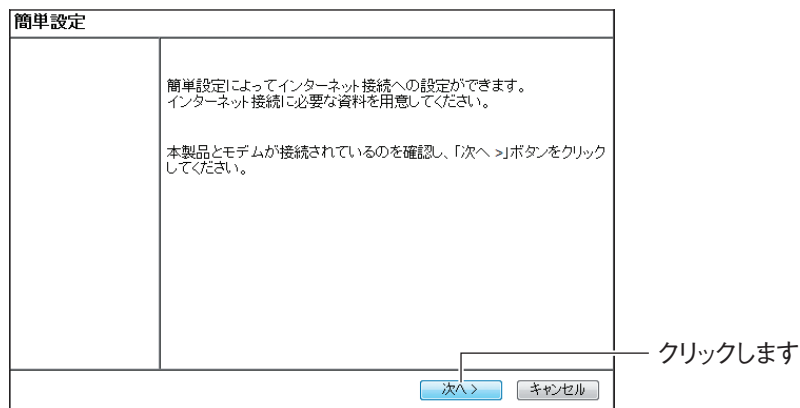 簡単設定
簡単設定によってインターネット接続への設定ができます。
インターネット接続に必要な資料を用意してください。
本製品とモデムが接続されているのを確認し、「次へ >」ボタンをクリック
してください。
クリックします
次へ >
キャンセル